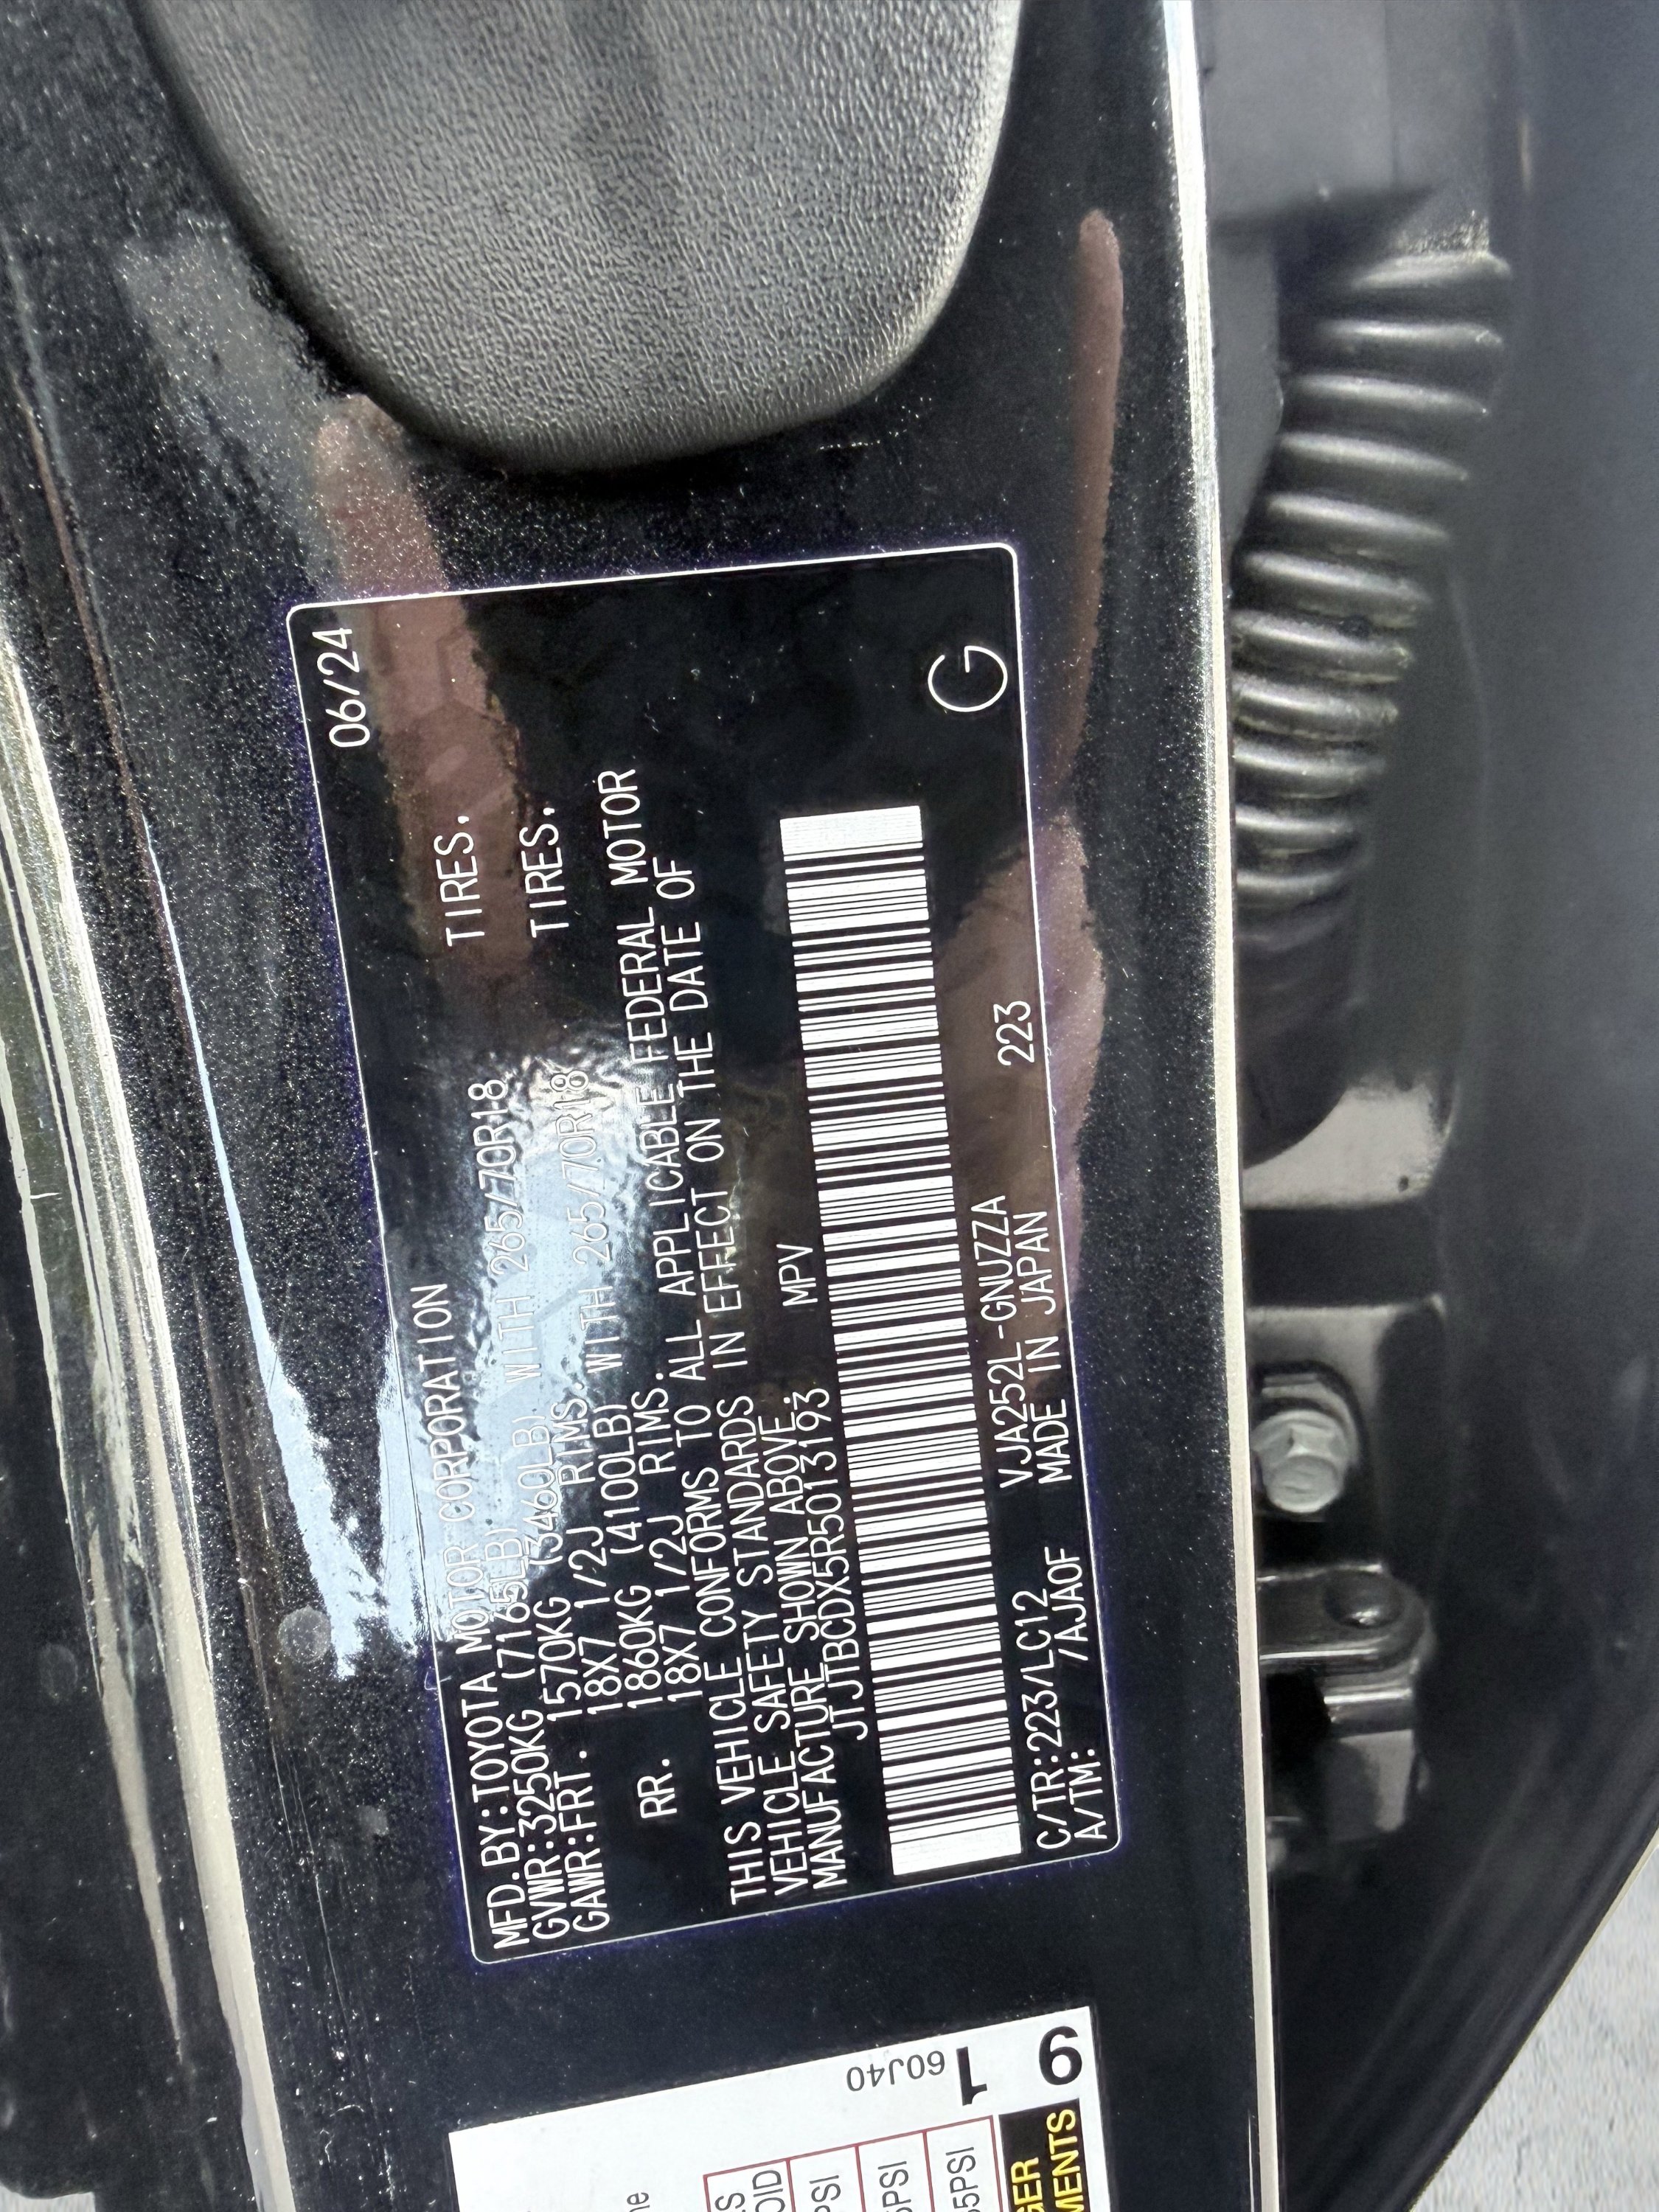 06/24
MFD.BY:TOYOTA MOTOR CORPORATION
GVWR:3250KG (7165LB)
GAWR:FRT. 1570KG (3460LB) WITH 265/70R18 TIRES.
18X7 1/2J RIMS.
RR. 1860KG (4100LB) WITH 265/70R18 TIRES.
18X7 1/2J RIMS.
THIS VEHICLE CONFORMS TO ALL APPLICABLE FEDERAL MOTOR
VEHICLE SAFETY STANDARDS IN EFFECT ON THE DATE OF
MANUFACTURE SHOWN ABOVE.
JTJTBCDX5R5013193 MPV
C/TR:223/LC12 VJA252L-GNUZZA 223 G
A/TM: /AJA0F MADE IN JAPAN
60J40
1
9
PSI
PSI
5PSI